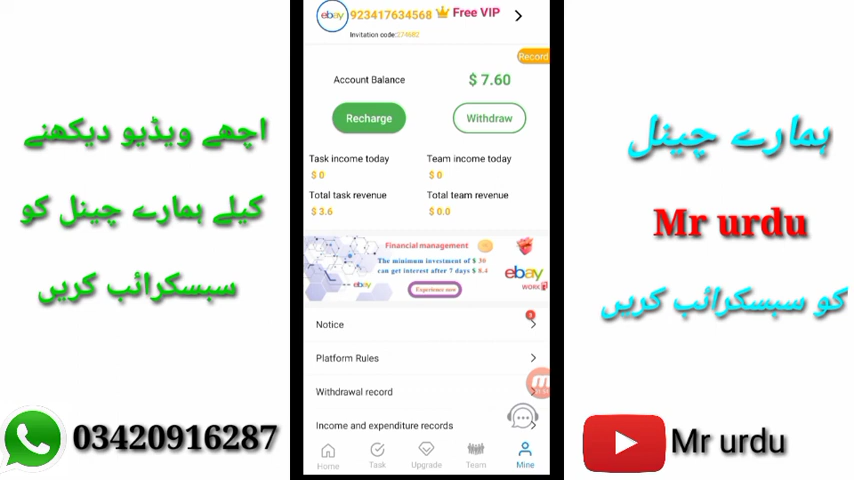 اچھے ویڈیو دیکھنے
کیلے ہمارے چینل کو
سبسکرائب کریں
03420916287
ebay 923417634568 Free VIP
Invitation code:274682
Record
Account Balance $ 7.60
Recharge Withdraw
Task income today Team income today
$ 0 $ 0
Total task revenue Total team revenue
$ 3.6 $ 0.0
Financial management
The minimum investment of $ 30
can get interest after 7 days $ 8.4
ebay
Experience now
ebay
WORK
Notice
3
Platform Rules
Withdrawal record
Income and expenditure records
Home Task Upgrade Team Mine
ہمارے چینل
Mr urdu
کو سبسکرائب کریں
Mr urdu